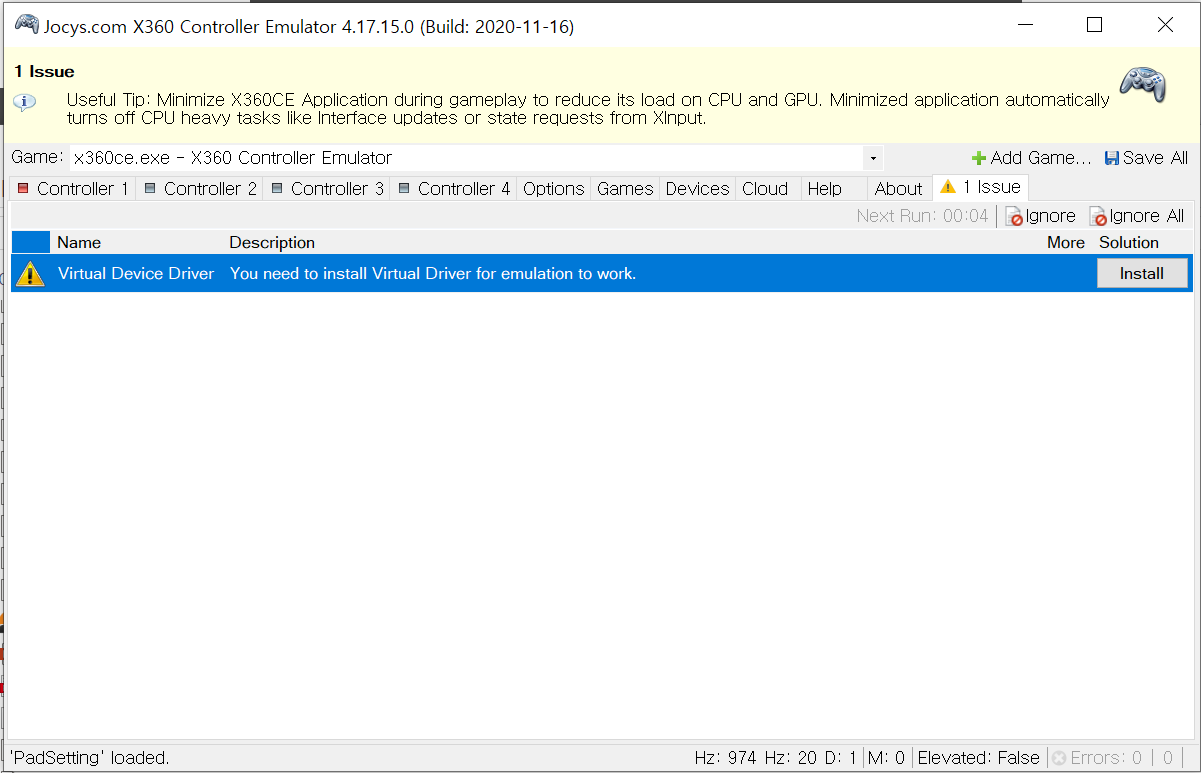 Jocys.com X360 Controller Emulator 4.17.15.0 (Build: 2020-11-16)
1 Issue
Useful Tip: Minimize X360CE Application during gameplay to reduce its load on CPU and GPU. Minimized application automatically
turns off CPU heavy tasks like Interface updates or state requests from XInput.
Game: x360ce.exe - X360 Controller Emulator Add Game... Save All
Controller 1 Controller 2 Controller 3 Controller 4 Options Games Devices Cloud Help About 1 Issue
Next Run: 00:04 Ignore Ignore All
Name Description More Solution
Virtual Device Driver You need to install Virtual Driver for emulation to work. Install
'PadSetting' loaded. Hz: 974 Hz: 20 D: 1 M: 0 Elevated: False Errors: 0 | 0